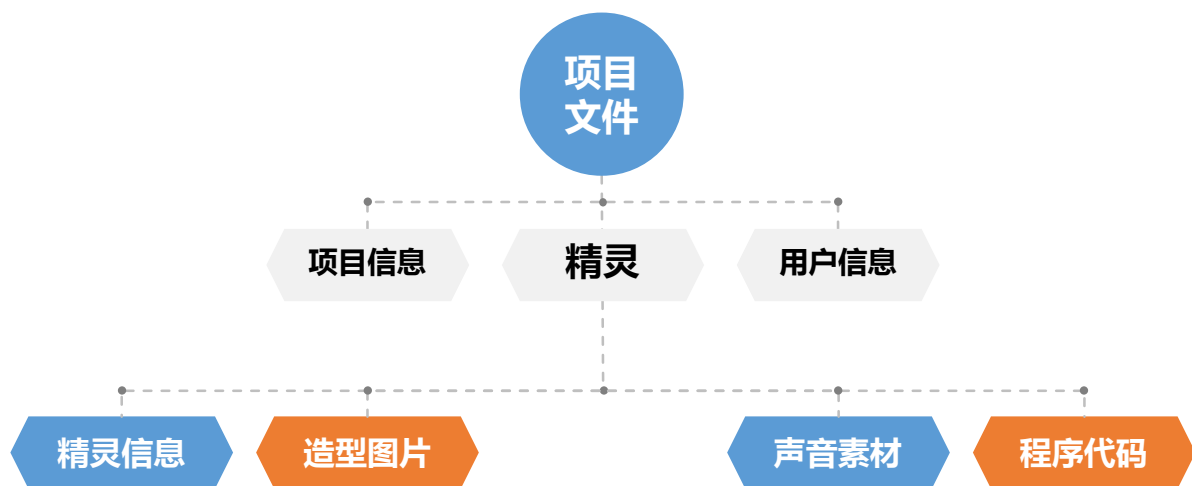 项目
文件
项目信息
精灵
用户信息
精灵信息
造型图片
声音素材
程序代码